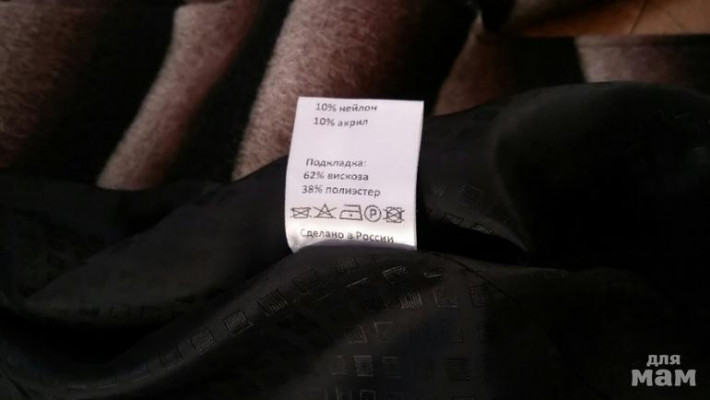 10% нейлон
10% акрил
Подкладка:
62% вискоза
38% полиэстер
P
Сделано в России
для
мам